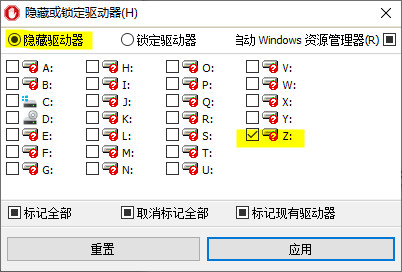 隐藏或锁定驱动器(H)
隐藏驱动器 锁定驱动器 启动 Windows 资源管理器(R)
A: H: O: V:
B: I: P: W:
C: J: Q: X:
D: K: R: Y:
E: L: S: Z:
F: M: T:
G: N: U:
标记全部 取消标记全部 标记现有驱动器
重置 应用